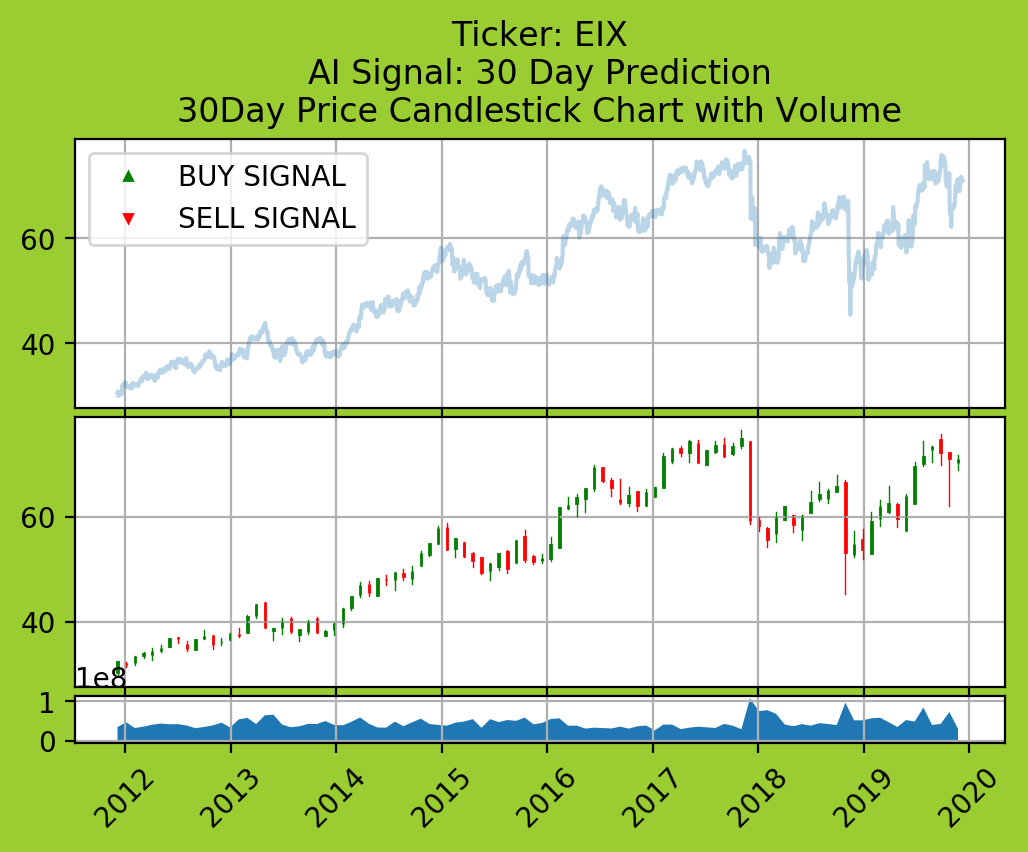 Ticker: EIX
AI Signal: 30 Day Prediction
30Day Price Candlestick Chart with Volume
BUY SIGNAL
SELL SIGNAL
60
40
60
40
1e8
1
0
2012
2013
2014
2015
2016
2017
2018
2019
2020